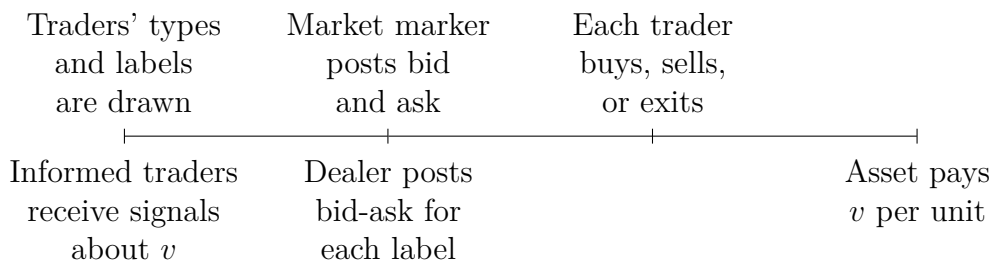 Traders' types
and labels
are drawn
Market marker
posts bid
and ask
Each trader
buys, sells,
or exits
Informed traders
receive signals
about v
Dealer posts
bid-ask for
each label
Asset pays
v per unit